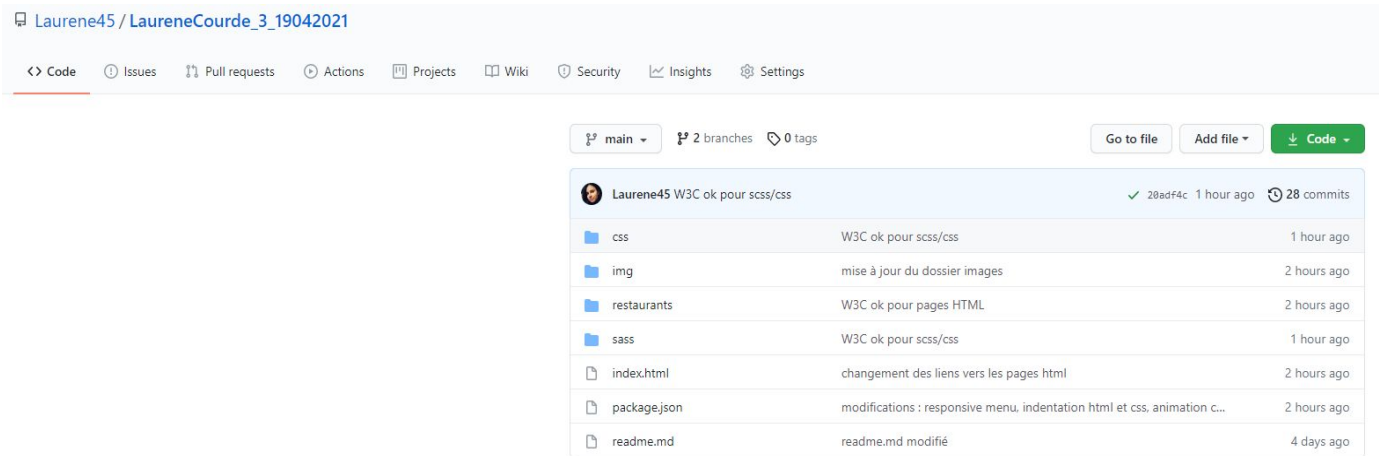 Laurene45 / LaureneCourde_3_19042021
Code Issues Pull requests Actions Projects Wiki Security Insights Settings
main 2 branches 0 tags Go to file Add file Code
Laurene45 W3C ok pour scss/css 20adf4c 1 hour ago 28 commits
css W3C ok pour scss/css 1 hour ago
img mise à jour du dossier images 2 hours ago
restaurants W3C ok pour pages HTML 2 hours ago
sass W3C ok pour scss/css 1 hour ago
index.html changement des liens vers les pages html 2 hours ago
package.json modifications : responsive menu, indentation html et css, animation c... 2 hours ago
readme.md readme.md modifié 4 days ago